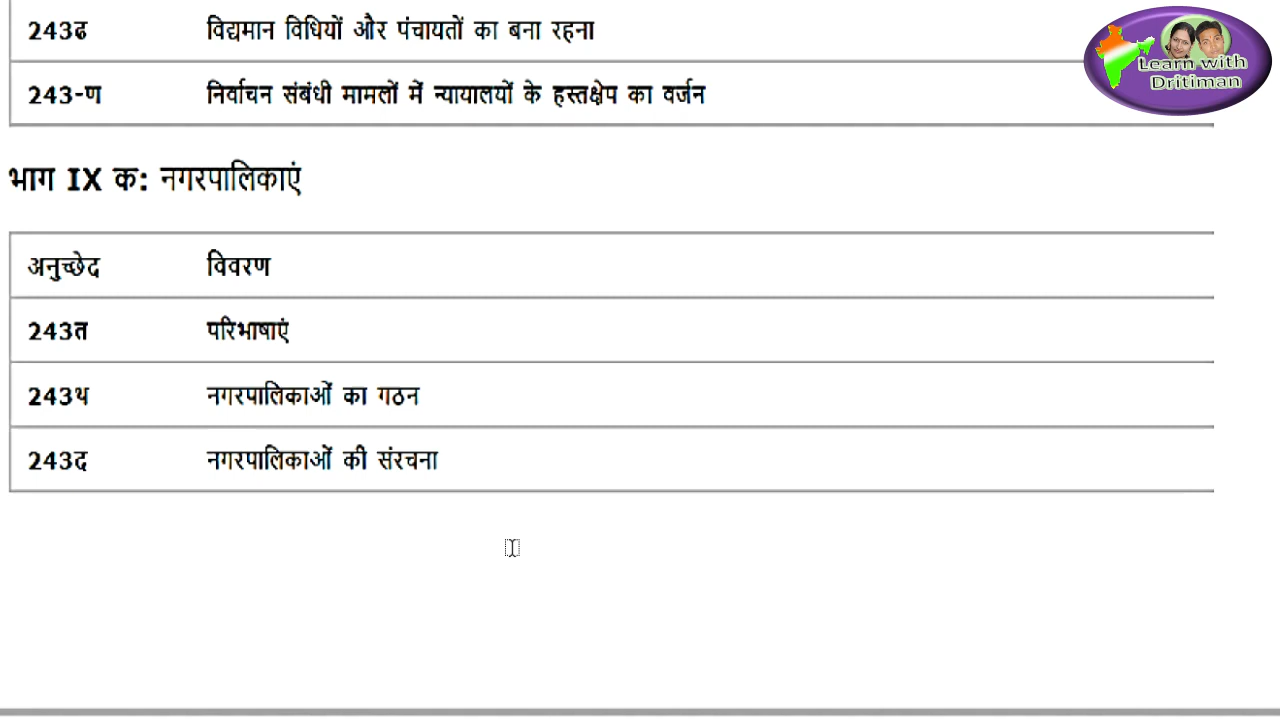 243ढ विद्यमान विधियों और पंचायतों का बना रहना
243-ण निर्वाचन संबंधी मामलों में न्यायालयों के हस्तक्षेप का वर्जन
Learn with
Dritiman
भाग IX क: नगरपालिकाएं
अनुच्छेद विवरण
243त परिभाषाएं
243थ नगरपालिकाओं का गठन
243द नगरपालिकाओं की संरचना